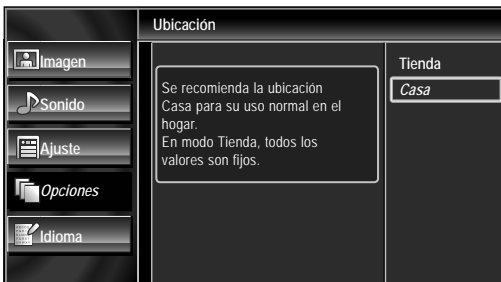 Ubicación
Imagen
Sonido
Ajuste
Opciones
Idioma
Se recomienda la ubicación
Casa para su uso normal en el
hogar.
En modo Tienda, todos los
valores son fijos.
Tienda
Casa